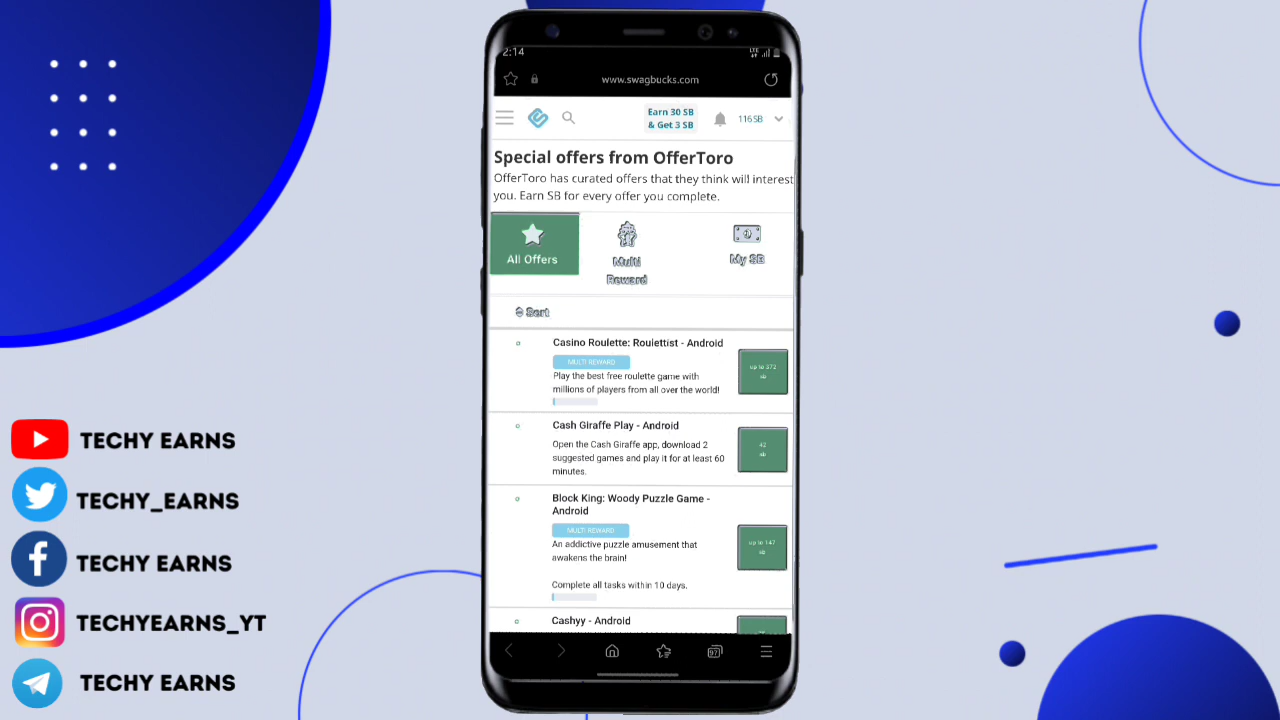 2:14
LTE
www.swagbucks.com
Earn 30 SB
& Get 3 SB
116SB
Special offers from OfferToro
OfferToro has curated offers that they think will interest
you. Earn SB for every offer you complete.
All Offers
Multi
Reward
My SB
Sort
Casino Roulette: Roulettist - Android
MULTI REWARD
Play the best free roulette game with
millions of players from all over the world!
up to 372
sb
Cash Giraffe Play - Android
Open the Cash Giraffe app, download 2
suggested games and play it for at least 60
minutes.
42
sb
Block King: Woody Puzzle Game -
Android
MULTI REWARD
An addictive puzzle amusement that
awakens the brain!
Complete all tasks within 10 days.
up to 147
sb
Cashyy - Android
97
TECHY EARNS
TECHY_EARNS
TECHY EARNS
TECHYEARNS_YT
TECHY EARNS